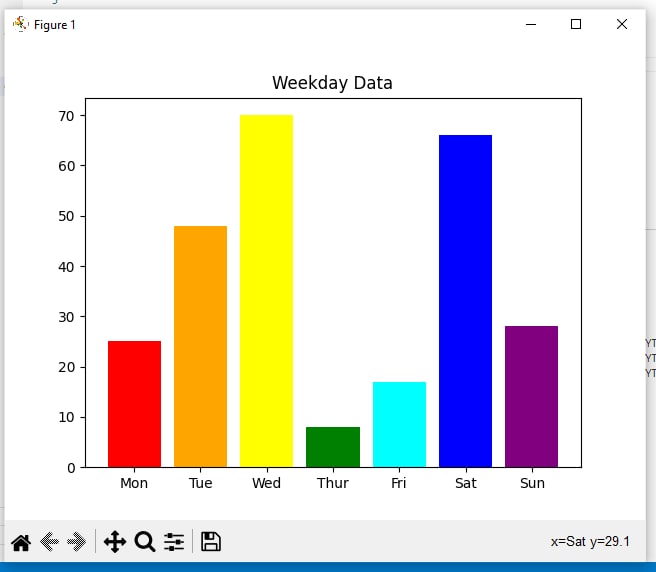 Figure 1
Weekday Data
70
60
50
40
30
20
10
0
Mon Tue Wed Thur Fri Sat Sun
YT
YT
YT
x=Sat y=29.1